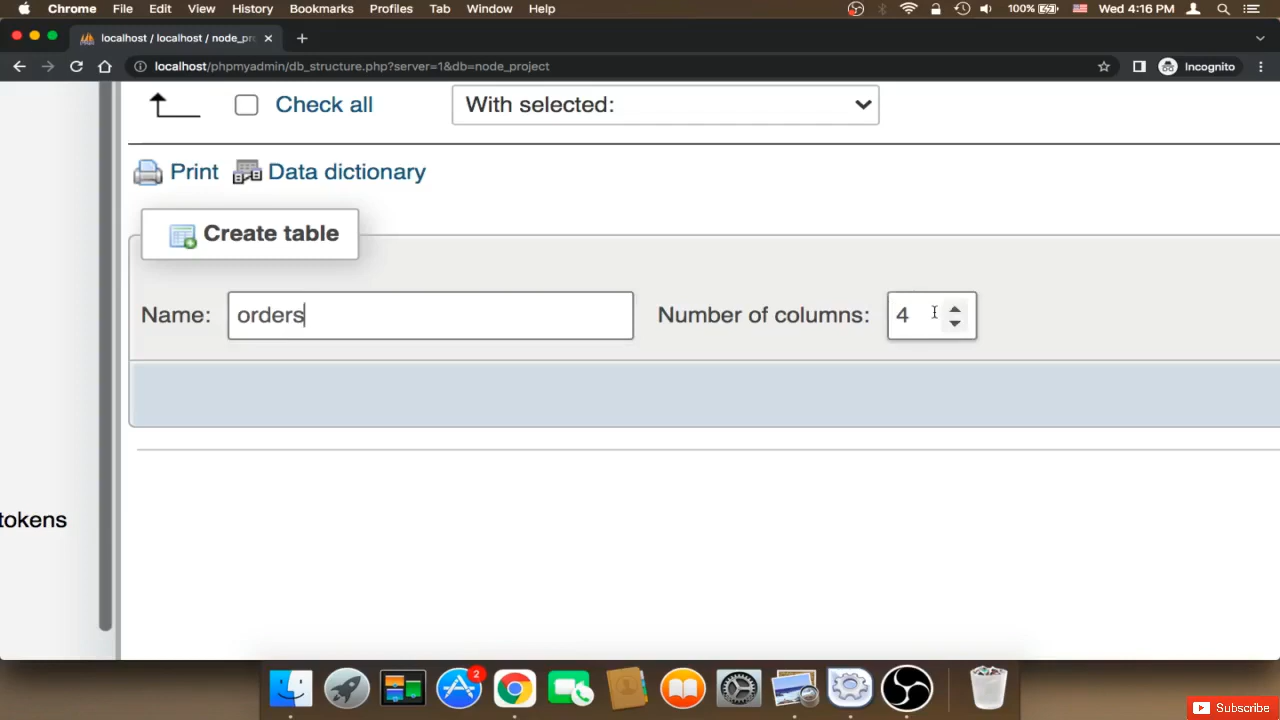 Chrome File Edit View History Bookmarks Profiles Tab Window Help 100% Wed 4:16 PM
localhost / localhost / node_pr
localhost/phpmyadmin/db_structure.php?server=1&db=node_project Incognito
Check all With selected:
Print Data dictionary
Create table
Name: orders Number of columns: 4
tokens
2
Subscribe